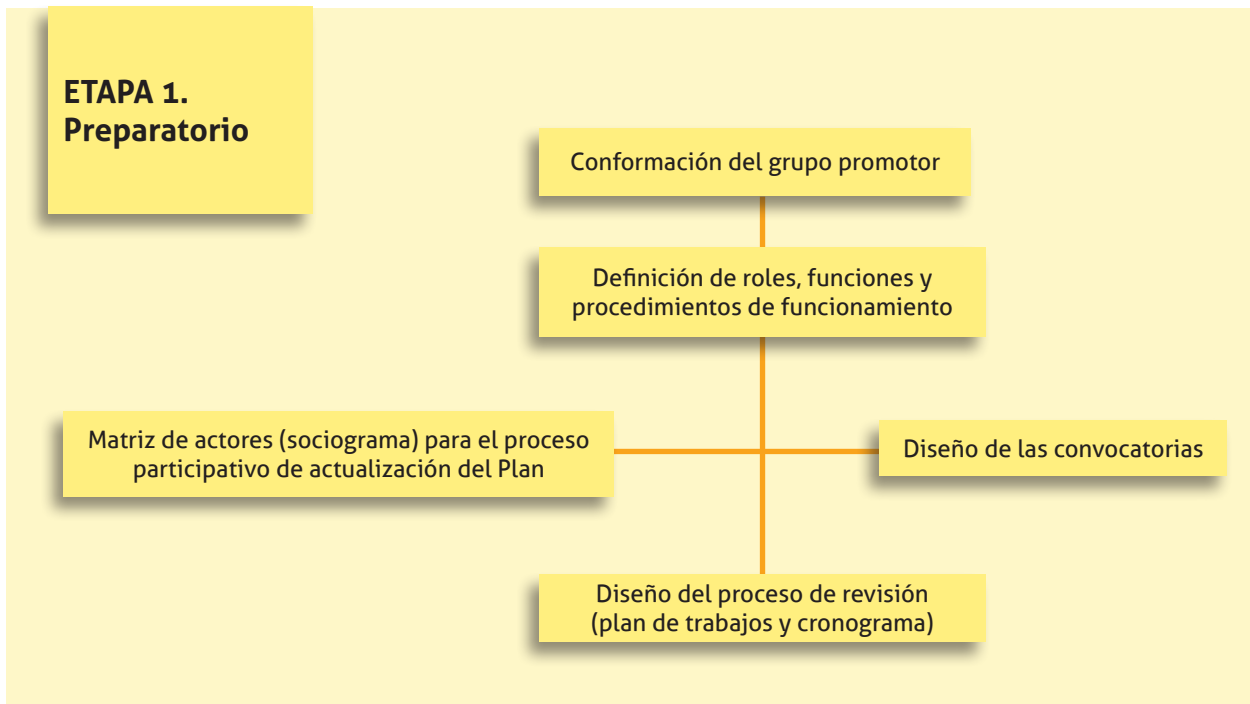 ETAPA 1.
Preparatorio
Conformación del grupo promotor
Definición de roles, funciones y
procedimientos de funcionamiento
Matriz de actores (sociograma) para el proceso
participativo de actualización del Plan
Diseño de las convocatorias
Diseño del proceso de revisión
(plan de trabajos y cronograma)